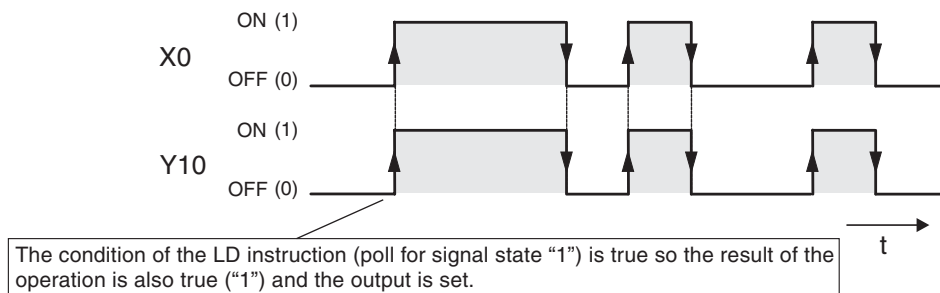 ON (1)
X0
OFF (0)
ON (1)
Y10
OFF (0)
t
The condition of the LD instruction (poll for signal state “1”) is true so the result of the
operation is also true (“1”) and the output is set.